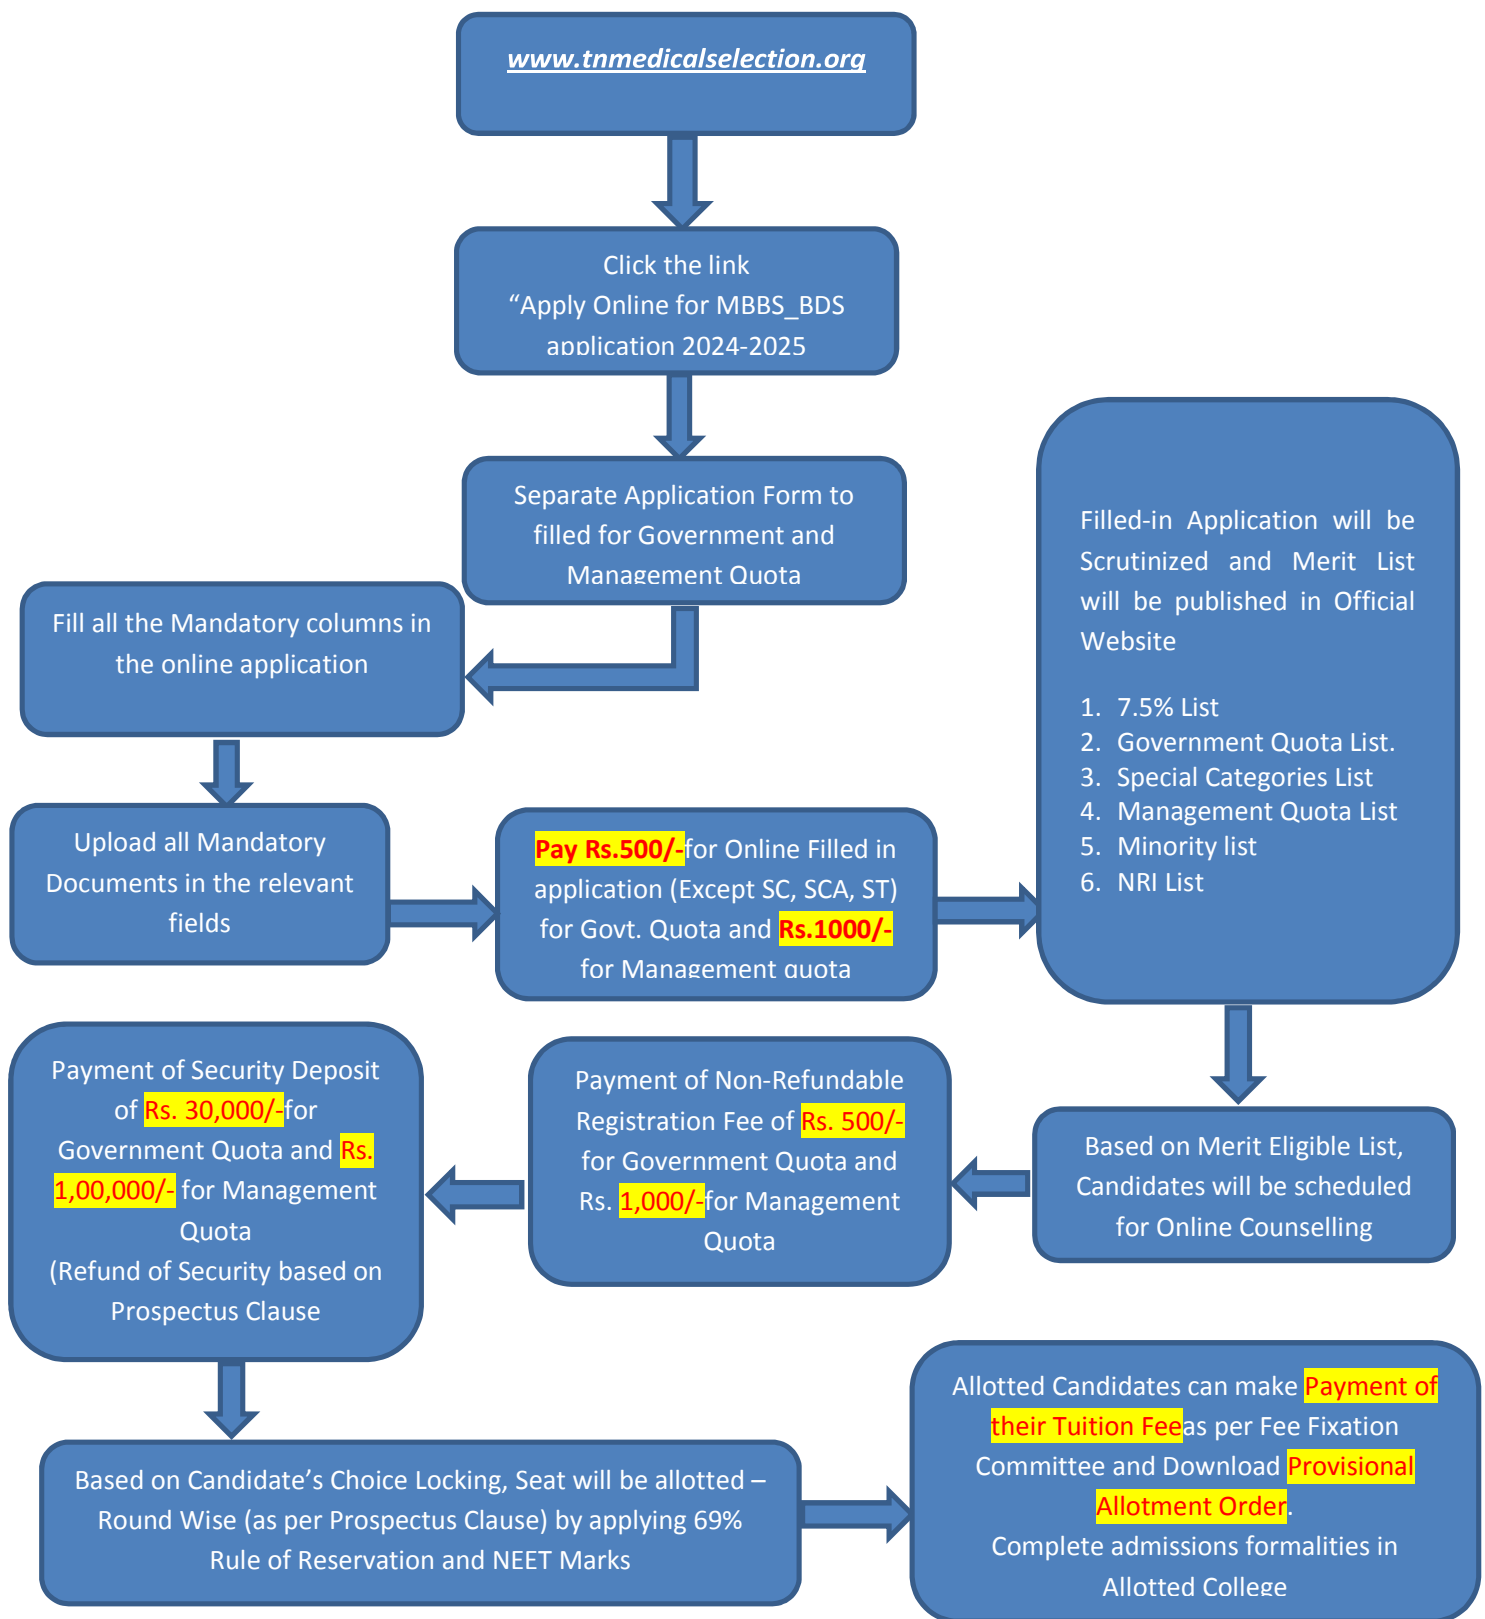 www.tnmedicalselection.org
Click the link
“Apply Online for MBBS_BDS
application 2024-2025
Separate Application Form to
filled for Government and
Management Quota
Fill all the Mandatory columns in
the online application
Upload all Mandatory
Documents in the relevant
fields
Pay Rs.500/-for Online Filled in
application (Except SC, SCA, ST)
for Govt. Quota and Rs.1000/-
for Management quota
Filled-in Application will be
Scrutinized and Merit List
will be published in Official
Website
1. 7.5% List
2. Government Quota List.
3. Special Categories List
4. Management Quota List
5. Minority list
6. NRI List
Based on Merit Eligible List,
Candidates will be scheduled
for Online Counselling
Payment of Non-Refundable
Registration Fee of Rs. 500/-
for Government Quota and
Rs. 1,000/-for Management
Quota
Payment of Security Deposit
of Rs. 30,000/-for
Government Quota and Rs.
1,00,000/- for Management
Quota
(Refund of Security based on
Prospectus Clause
Based on Candidate’s Choice Locking, Seat will be allotted –
Round Wise (as per Prospectus Clause) by applying 69%
Rule of Reservation and NEET Marks
Allotted Candidates can make Payment of
their Tuition Feeas per Fee Fixation
Committee and Download Provisional
Allotment Order.
Complete admissions formalities in
Allotted College